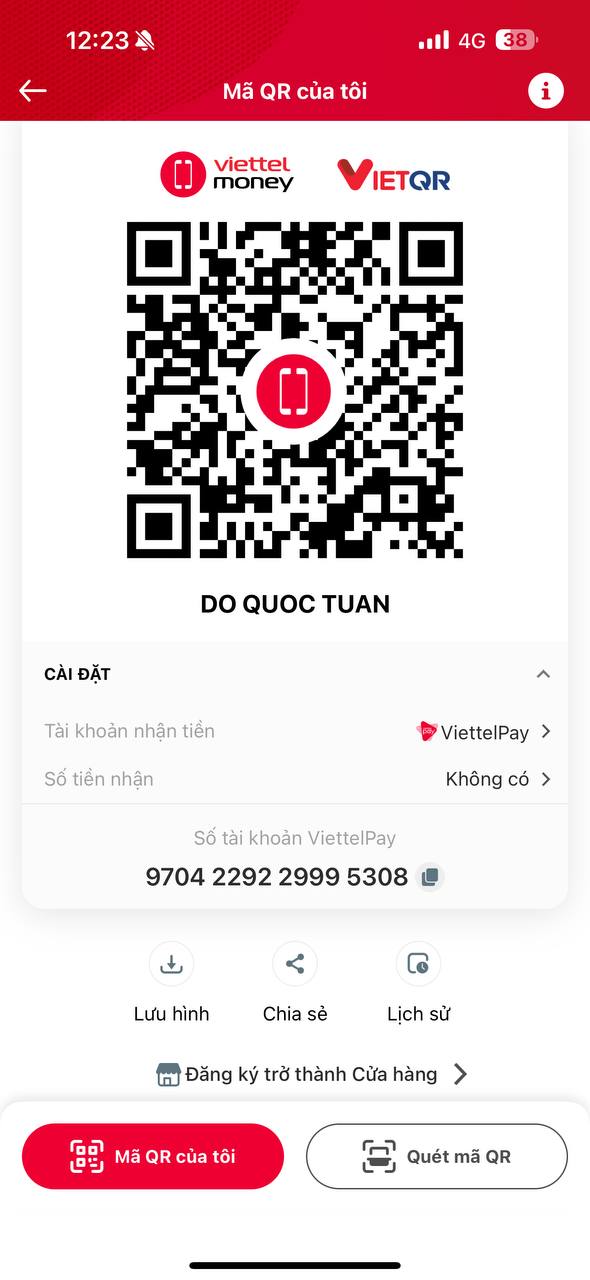 12:23
4G
38
Mã QR của tôi
viettel
money
VIETQR
DO QUOC TUAN
CÀI ĐẶT
Tài khoản nhận tiền
pay ViettelPay
Số tiền nhận
Không có
Số tài khoản ViettelPay
9704 2292 2999 5308
Lưu hình
Chia sẻ
Lịch sử
Đăng ký trở thành Cửa hàng
Mã QR của tôi
Quét mã QR